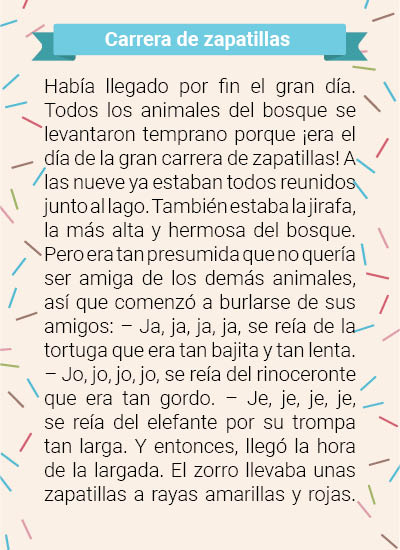 Carrera de zapatillas
Había llegado por fin el gran día.
Todos los animales del bosque se
levantaron temprano porque ¡era el
día de la gran carrera de zapatillas! A
las nueve ya estaban todos reunidos
junto al lago. También estaba la jirafa,
la más alta y hermosa del bosque.
Pero era tan presumida que no quería
ser amiga de los demás animales,
así que comenzó a burlarse de sus
amigos: – Ja, ja, ja, ja, se reía de la
tortuga que era tan bajita y tan lenta.
– Jo, jo, jo, jo, se reía del rinoceronte
que era tan gordo. – Je, je, je, je,
se reía del elefante por su trompa
tan larga. Y entonces, llegó la hora
de la largada. El zorro llevaba unas
zapatillas a rayas amarillas y rojas.